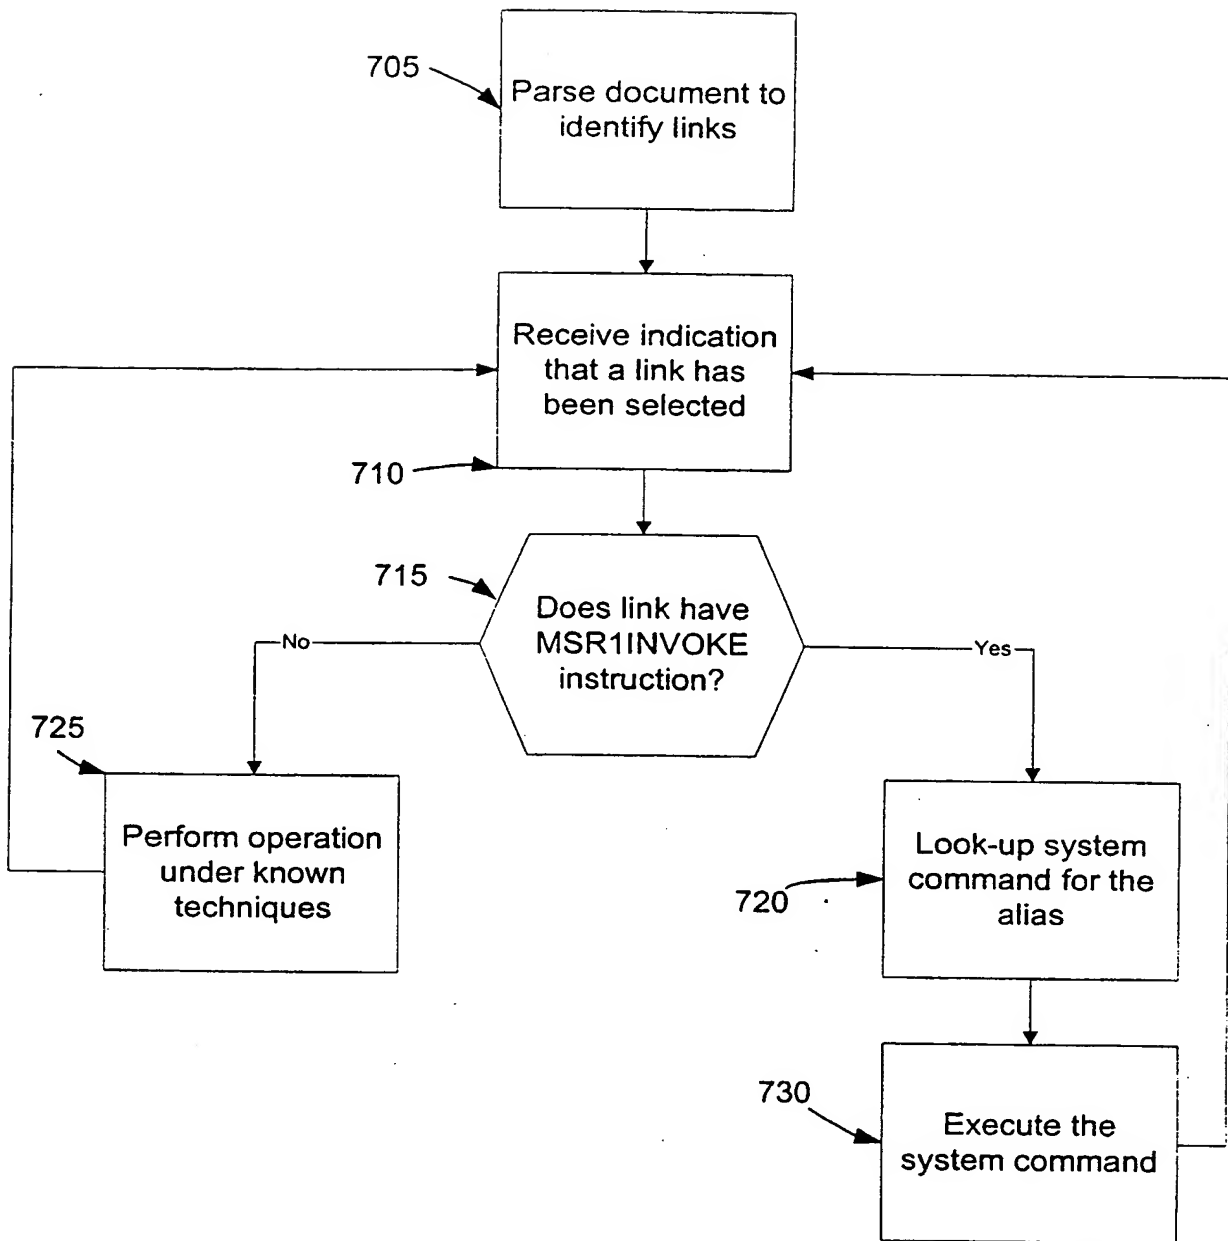 705
Parse document to
identify links
Receive indication
that a link has
been selected
710
715
Does link have
MSR1INVOKE
instruction?
No
Yes
725
Perform operation
under known
techniques
Look-up system
command for the
alias
720
730
Execute the
system command